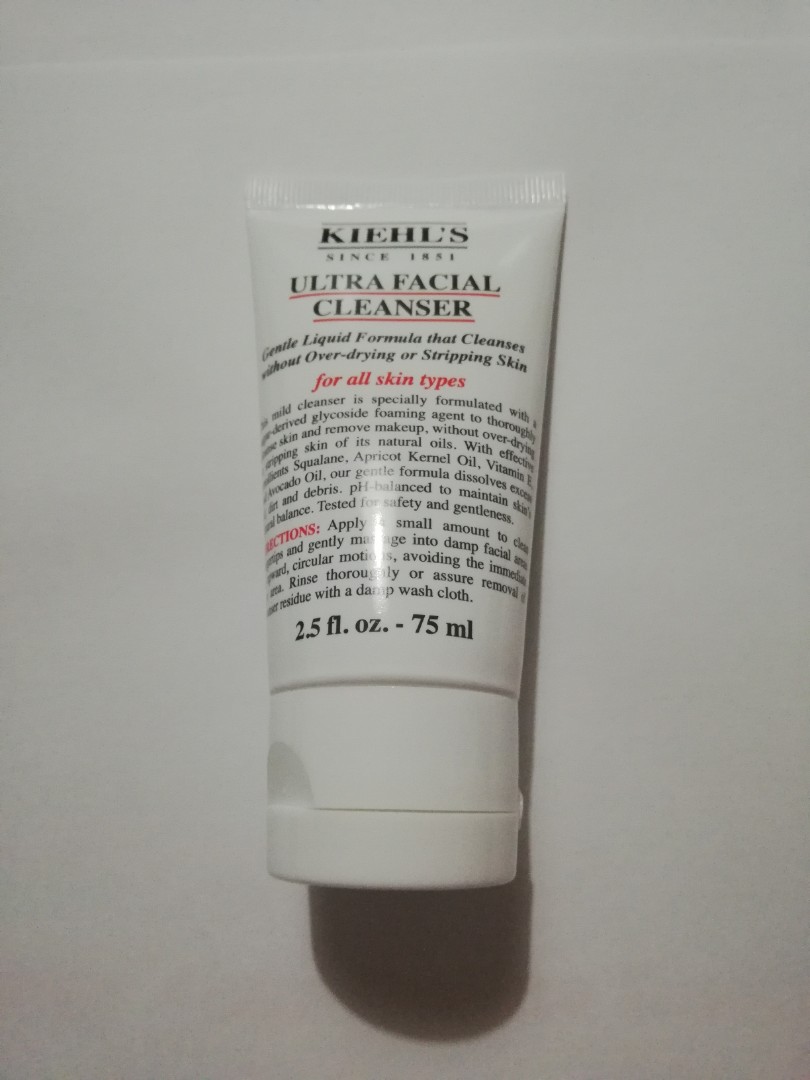 KIEHL'S
SINCE 1851
ULTRA FACIAL
CLEANSER
Gentle Liquid Formula that Cleanses
without Over-drying or Stripping Skin
for all skin types
mild cleanser is specially formulated with a
-derived glycoside foaming agent to thoroughly
skin and remove makeup, without over-drying
stripping skin of its natural oils. With effective
Squalane, Apricot Kernel Oil, Vitamin E
Avocado Oil, our gentle formula dissolves excess
dirt and debris. pH-balanced to maintain skin's
balance. Tested for safety and gentleness.
Apply a small amount to clean
and gently massage into damp facial area
circular motions, avoiding the immediate
area. Rinse thoroughly or assure removal of
residue with a damp wash cloth.
2.5 fl. oz. - 75 ml